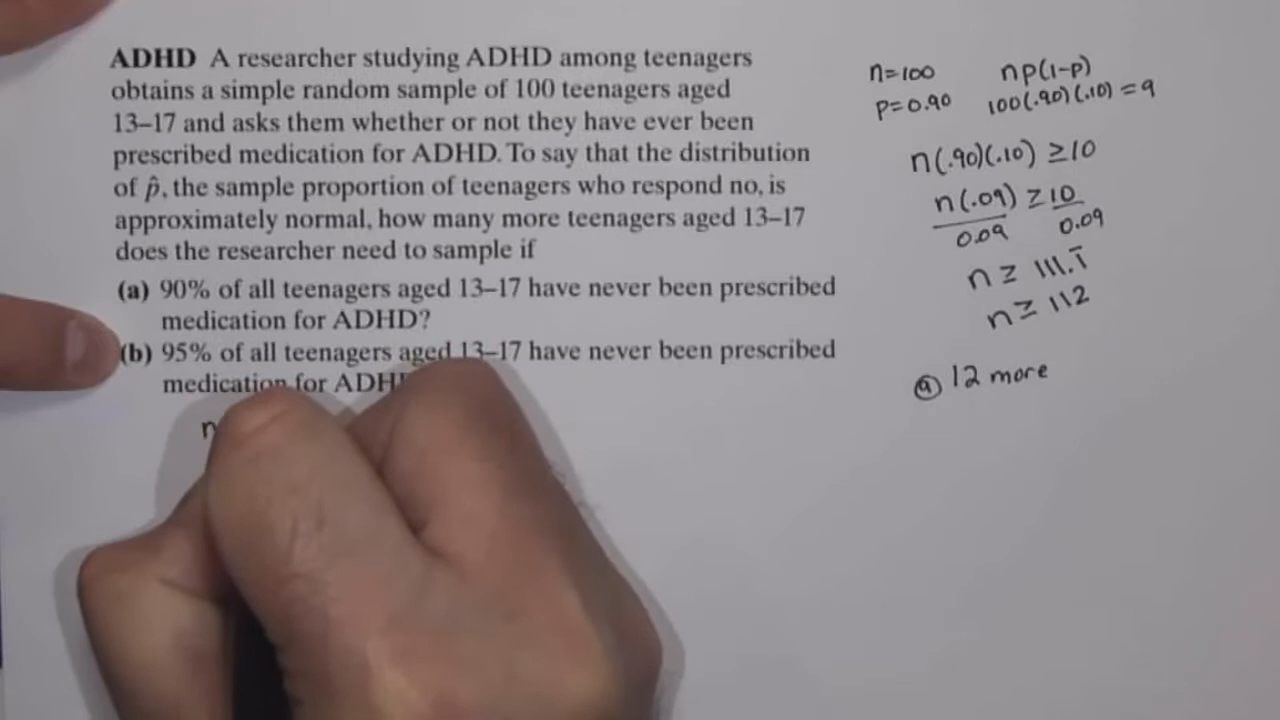 ADHD A researcher studying ADHD among teenagers
obtains a simple random sample of 100 teenagers aged
13–17 and asks them whether or not they have ever been
prescribed medication for ADHD. To say that the distribution
of p̂, the sample proportion of teenagers who respond no, is
approximately normal, how many more teenagers aged 13–17
does the researcher need to sample if
(a) 90% of all teenagers aged 13–17 have never been prescribed
medication for ADHD?
(b) 95% of all teenagers aged 13–17 have never been prescribed
medication for ADH
n
n=100
p=0.90
np(1-p)
100(.90)(.10)=9
n(.90)(.10) ≥10
n(.09) ≥10
0.09 0.09
n ≥ 111.1̄
n ≥ 112
ⓐ 12 more